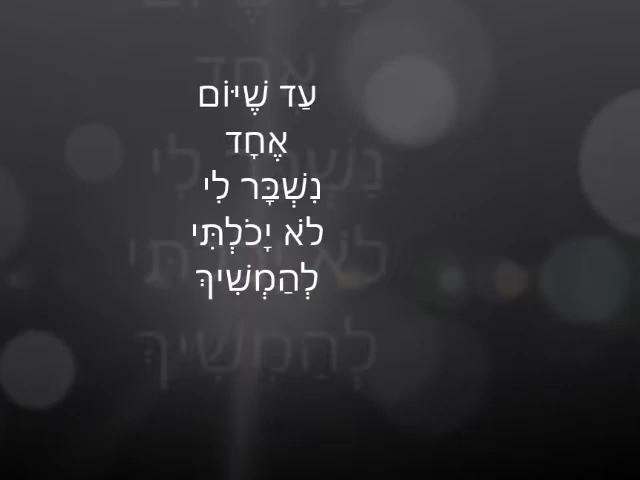 עַד שֶׁיּוֹם
אֶחָד
נִשְׁבָּר לִי
לֹא יָכֹלְתִּי
לְהַמְשִׁיךְ